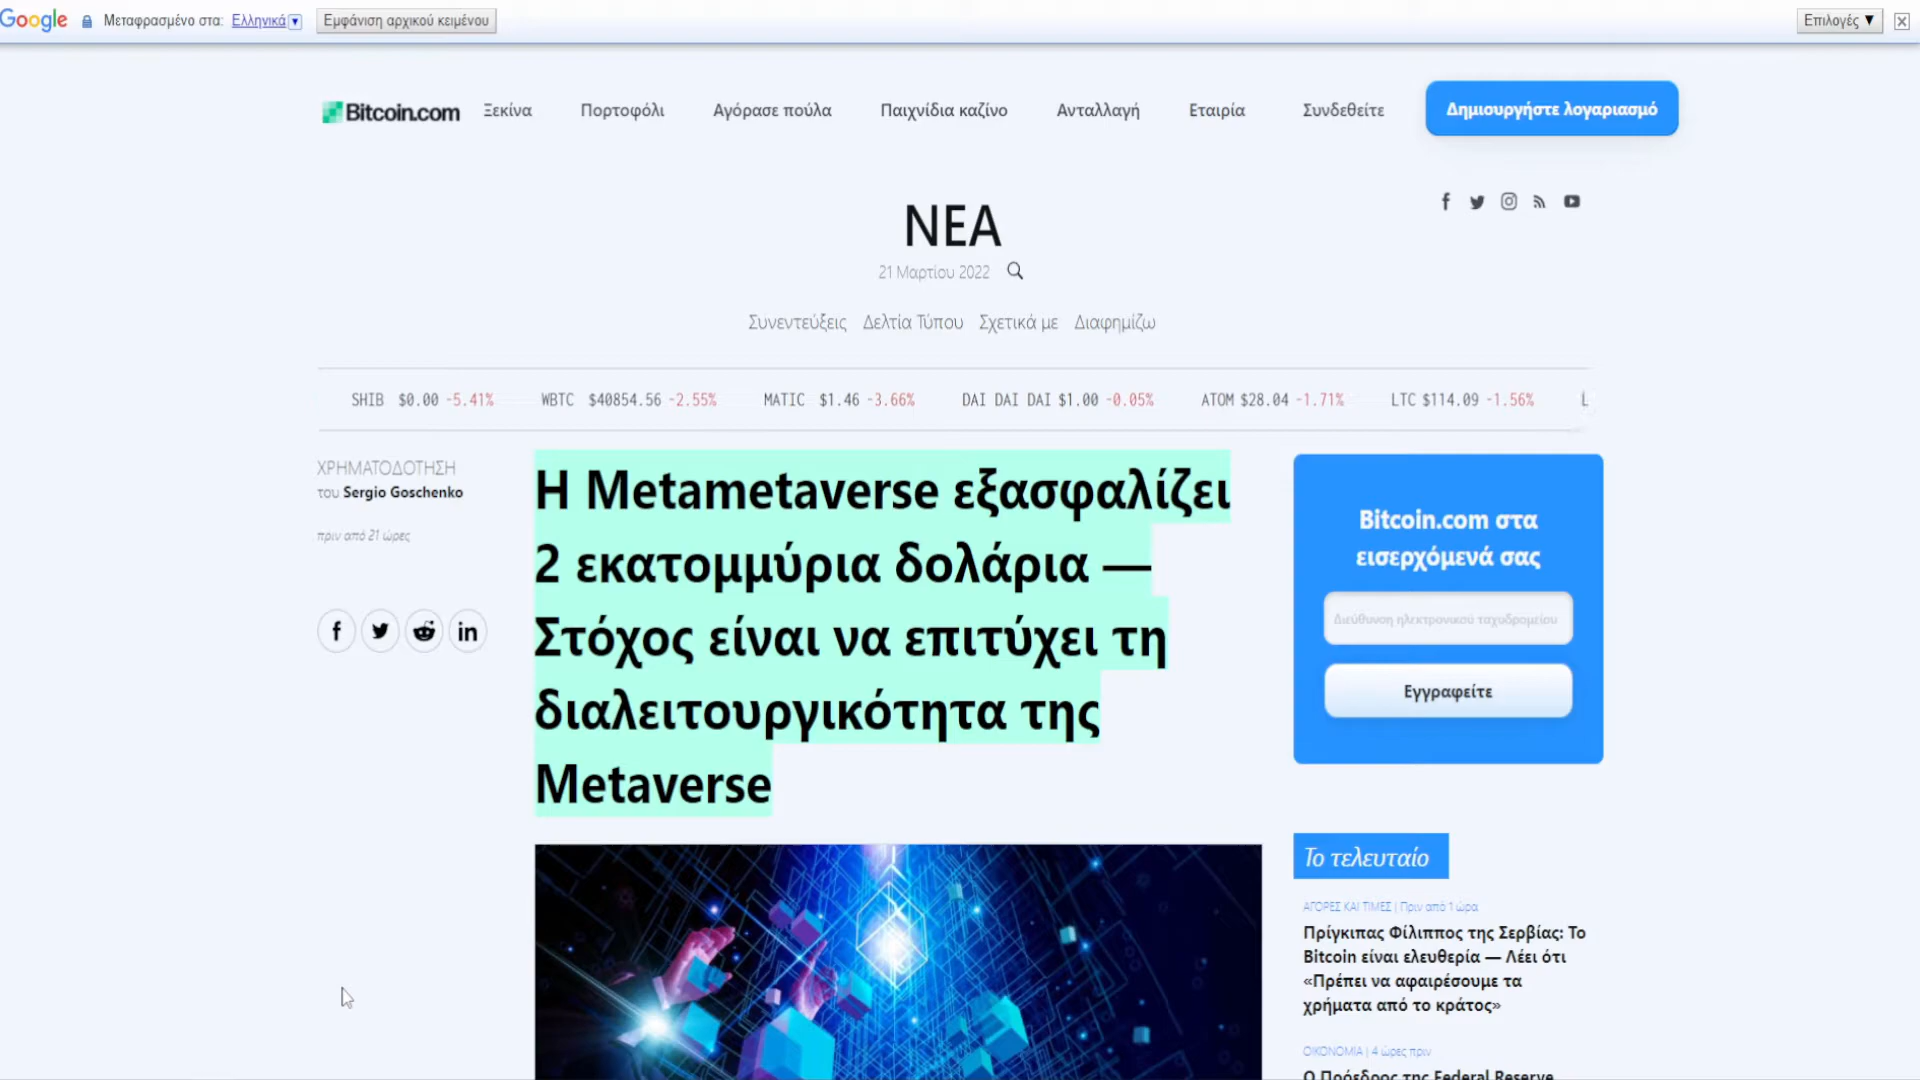 Google Μεταφρασμένο στα: Ελληνικά ▼ Εμφάνιση αρχικού κειμένου Επιλογές ▼
Bitcoin.com Ξεκίνα Πορτοφόλι Αγόρασε πούλα Παιχνίδια καζίνο Ανταλλαγή Εταιρία Συνδεθείτε Δημιουργήστε λογαριασμό
ΝΕΑ
21 Μαρτίου 2022
Συνεντεύξεις Δελτία Τύπου Σχετικά με Διαφημίζω
SHIB $0.00 -5.41% WBTC $40854.56 -2.55% MATIC $1.46 -3.66% DAI DAI DAI $1.00 -0.05% ATOM $28.04 -1.71% LTC $114.09 -1.56% L
ΧΡΗΜΑΤΟΔΟΤΗΣΗ
του Sergio Goschenko
πριν από 21 ώρες
Η Metametaverse εξασφαλίζει
2 εκατομμύρια δολάρια —
Στόχος είναι να επιτύχει τη
διαλειτουργικότητα της
Metaverse
Bitcoin.com στα
εισερχόμενά σας
Διεύθυνση ηλεκτρονικού ταχυδρομείου
Εγγραφείτε
Το τελευταίο
ΑΓΟΡΕΣ ΚΑΙ ΤΙΜΕΣ | Πριν από 1 ώρα
Πρίγκιπας Φίλιππος της Σερβίας: Το
Bitcoin είναι ελευθερία — Λέει ότι
«Πρέπει να αφαιρέσουμε τα
χρήματα από το κράτος»
ΟΙΚΟΝΟΜΙΑ | 4 ώρες πριν
Ο Πρόεδρος της Federal Reserve